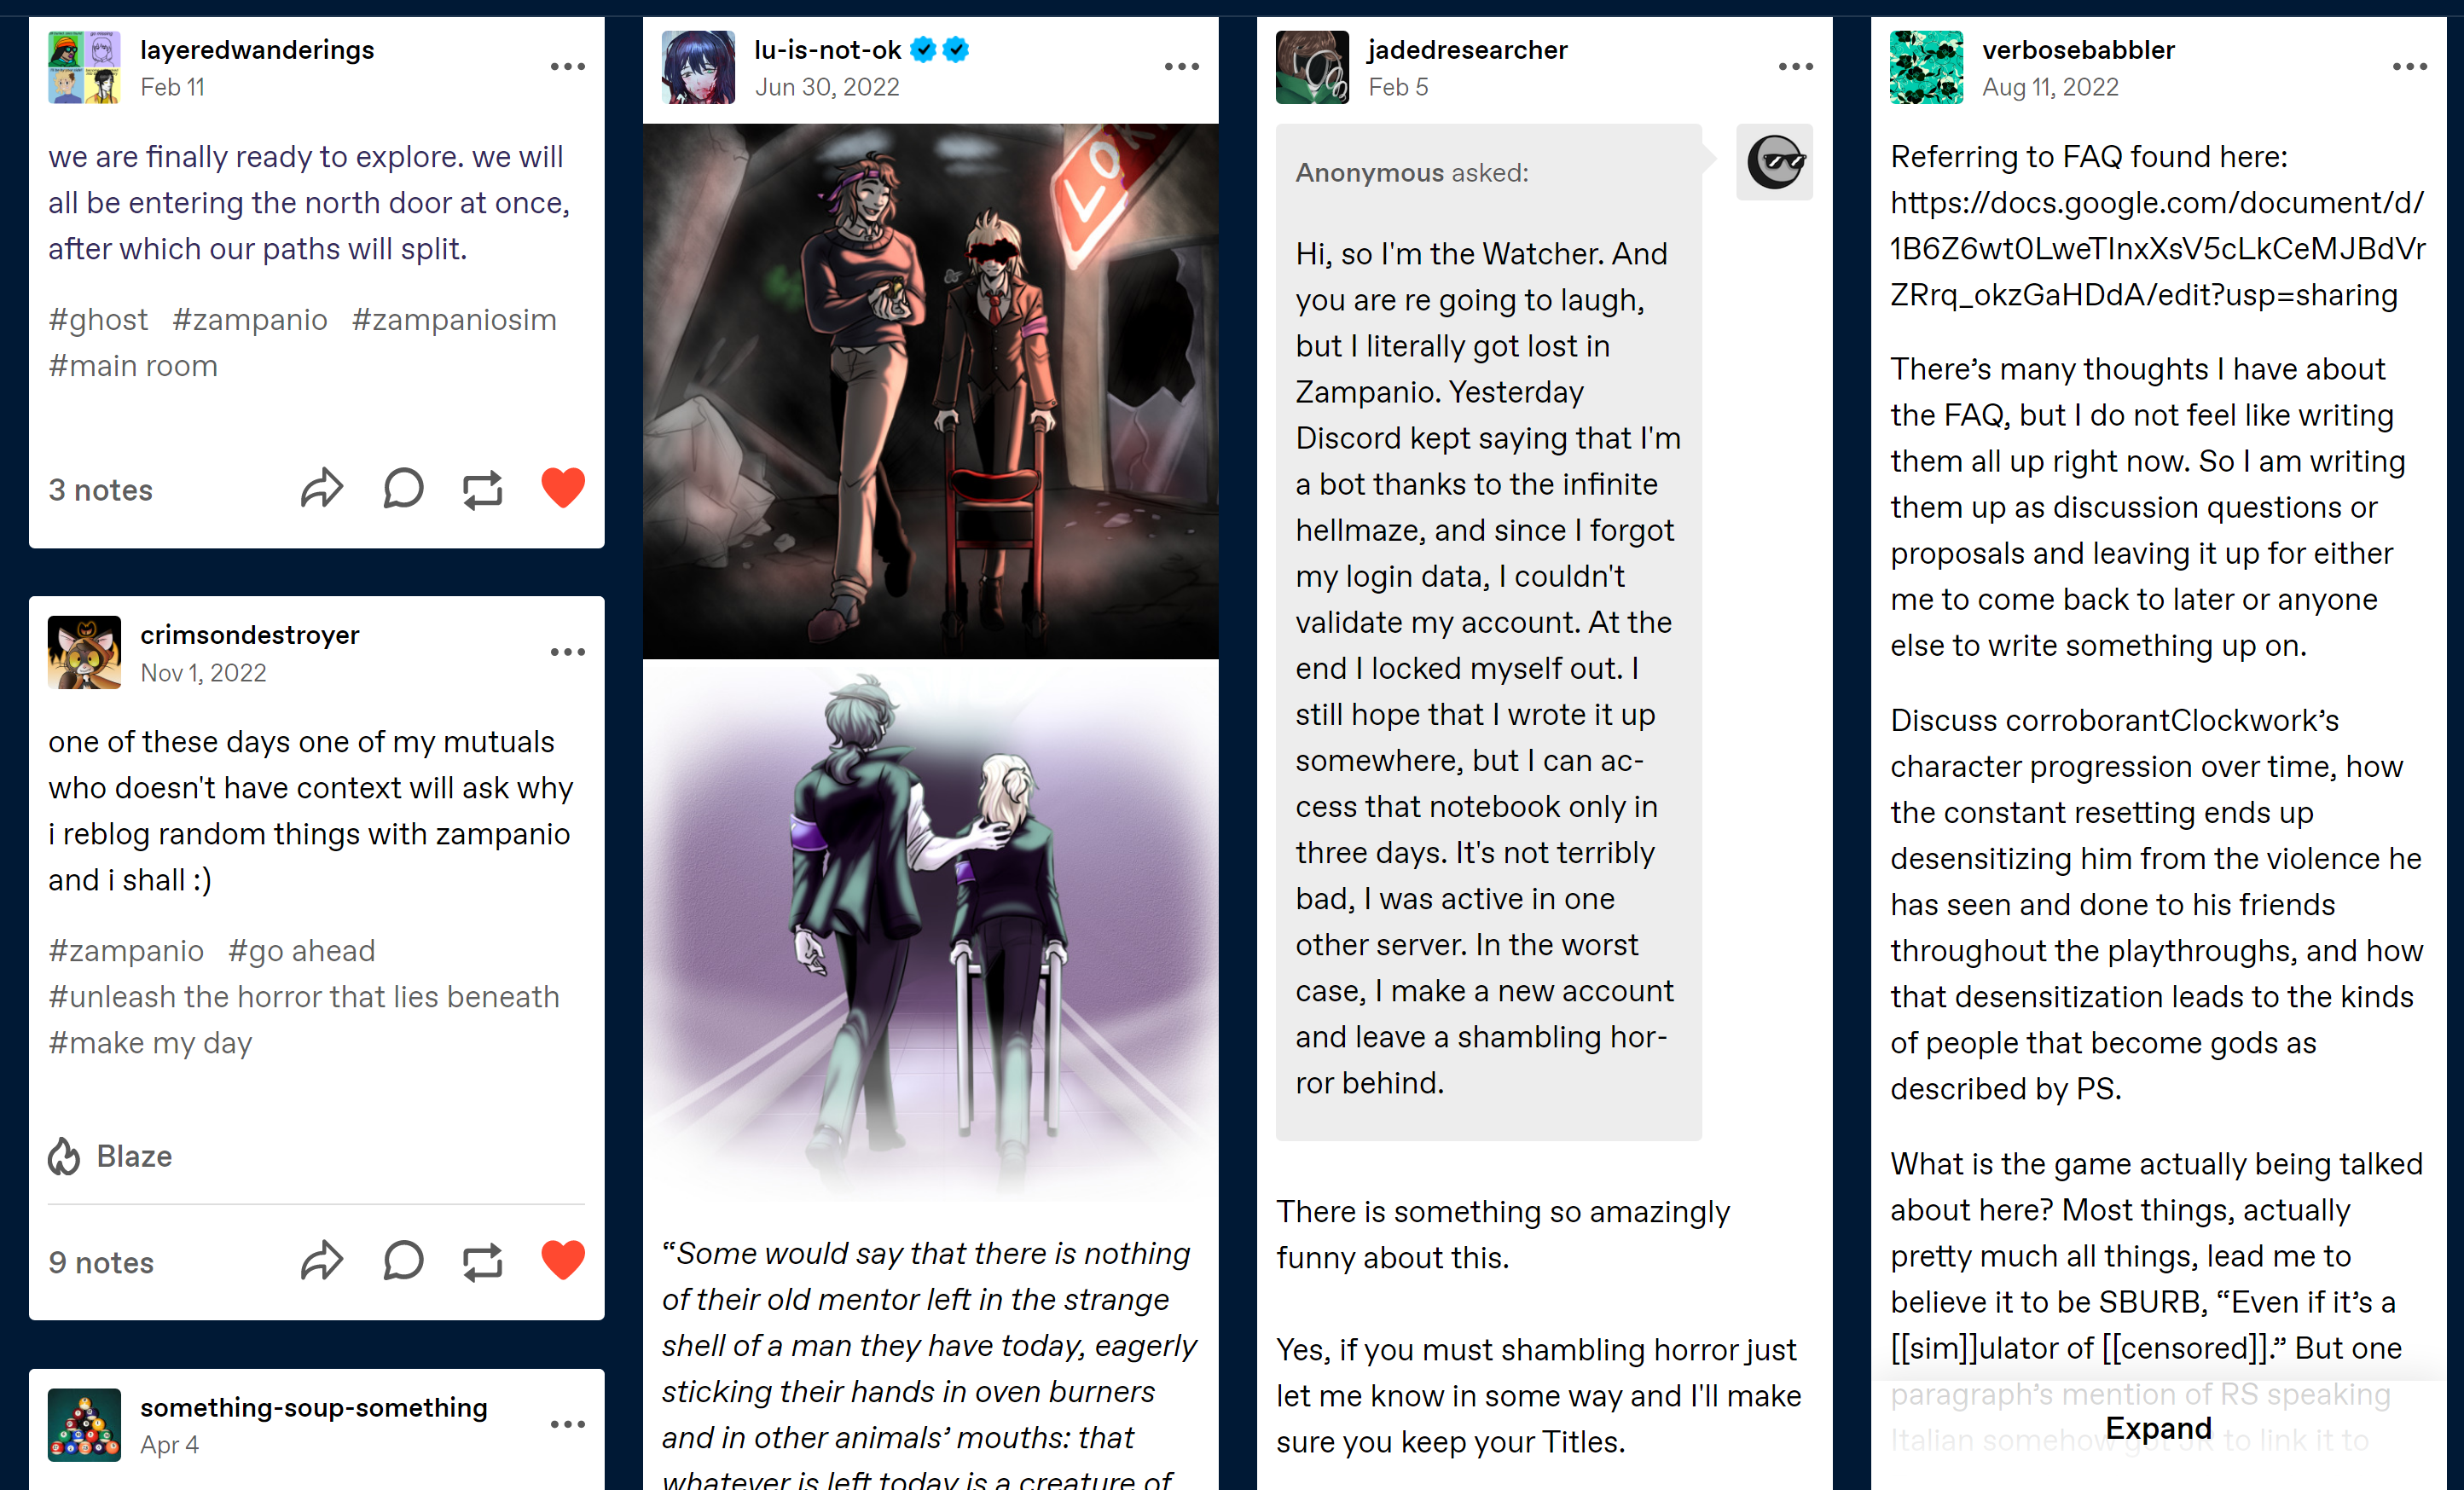 layeredwanderings
Feb 11
we are finally ready to explore. we will
all be entering the north door at once,
after which our paths will split.
#ghost #zampanio #zampaniosim
#main room
3 notes
crimsondestroyer
Nov 1, 2022
one of these days one of my mutuals
who doesn't have context will ask why
i reblog random things with zampanio
and i shall :)
#zampanio #go ahead
#unleash the horror that lies beneath
#make my day
Blaze
9 notes
something-soup-something
Apr 4
lu-is-not-ok
Jun 30, 2022
LOK
“Some would say that there is nothing
of their old mentor left in the strange
shell of a man they have today, eagerly
sticking their hands in oven burners
and in other animals’ mouths: that
whatever is left today is a creature of
jadedresearcher
Feb 5
Anonymous asked:
Hi, so I'm the Watcher. And
you are re going to laugh,
but I literally got lost in
Zampanio. Yesterday
Discord kept saying that I'm
a bot thanks to the infinite
hellmaze, and since I forgot
my login data, I couldn't
validate my account. At the
end I locked myself out. I
still hope that I wrote it up
somewhere, but I can ac-
cess that notebook only in
three days. It's not terribly
bad, I was active in one
other server. In the worst
case, I make a new account
and leave a shambling hor-
ror behind.
There is something so amazingly
funny about this.
Yes, if you must shambling horror just
let me know in some way and I'll make
sure you keep your Titles.
verbosebabbler
Aug 11, 2022
Referring to FAQ found here:
https://docs.google.com/document/d/
1B6Z6wt0LweTInxXsV5cLkCeMJBdVr
ZRrq_okzGaHDdA/edit?usp=sharing
There’s many thoughts I have about
the FAQ, but I do not feel like writing
them all up right now. So I am writing
them up as discussion questions or
proposals and leaving it up for either
me to come back to later or anyone
else to write something up on.
Discuss corroborantClockwork’s
character progression over time, how
the constant resetting ends up
desensitizing him from the violence he
has seen and done to his friends
throughout the playthroughs, and how
that desensitization leads to the kinds
of people that become gods as
described by PS.
What is the game actually being talked
about here? Most things, actually
pretty much all things, lead me to
believe it to be SBURB, “Even if it’s a
[[sim]]ulator of [[censored]].” But one
paragraph’s mention of RS speaking
Expand
Italian somehow got JR to link it to